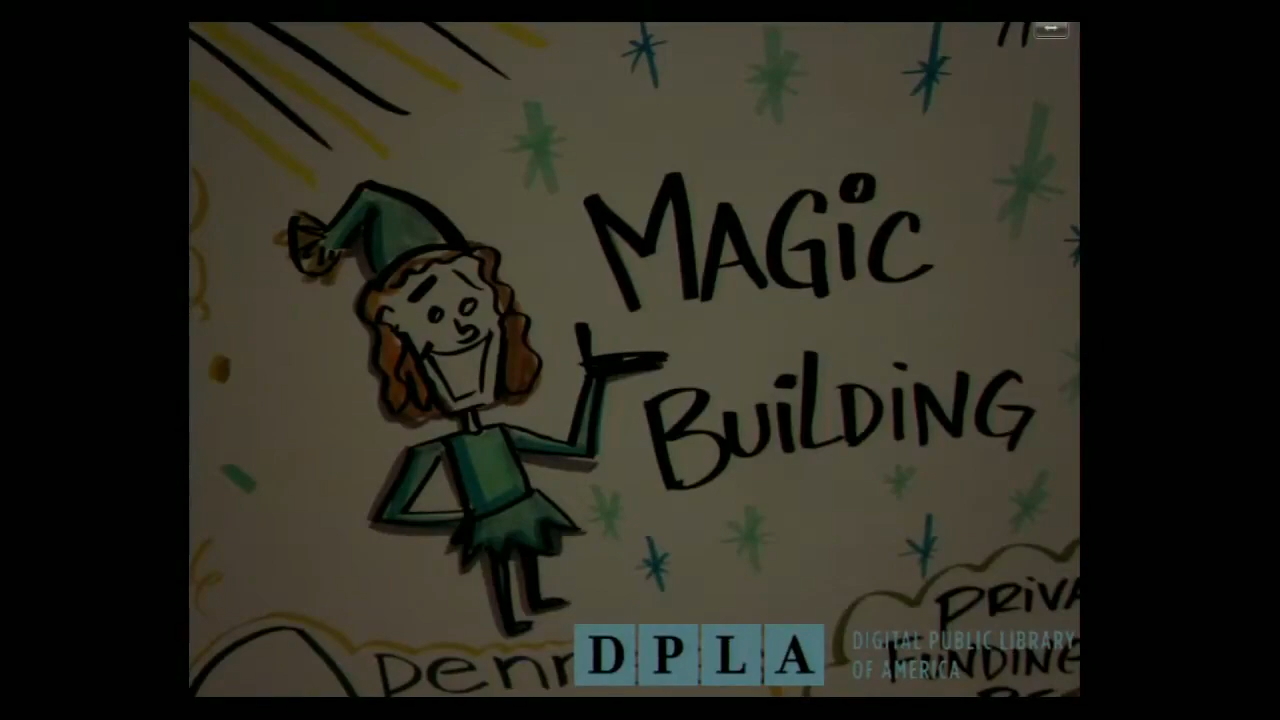 MAGiC
BuiLDiNG
DPLA
DIGITAL PUBLIC LIBRARY
OF AMERICA